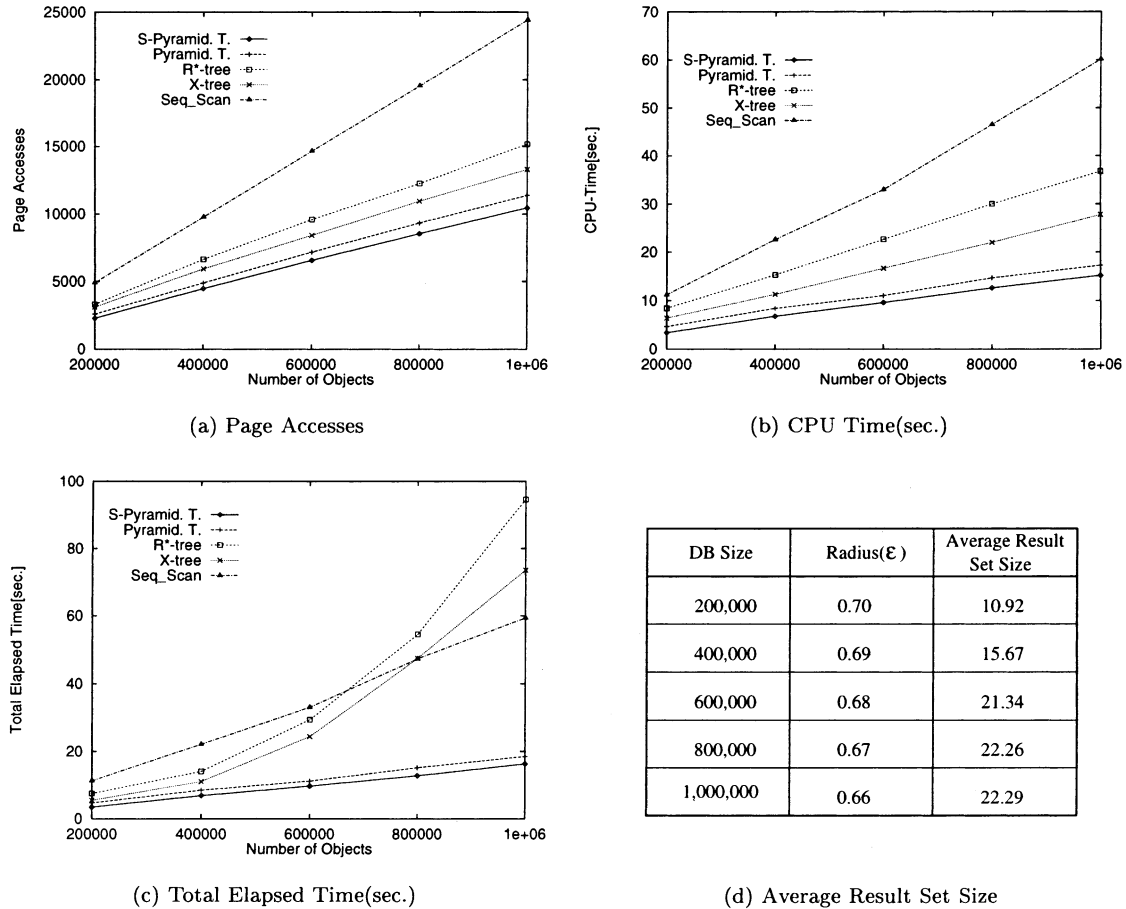 25000
20000
15000
10000
5000
0
Page Accesses
S-Pyramid. T.
Pyramid. T.
R*-tree
X-tree
Seq_Scan
200000 400000 600000 800000 1e+06
Number of Objects
(a) Page Accesses
70
60
50
40
30
20
10
0
CPU-Time[sec.]
S-Pyramid. T.
Pyramid. T.
R*-tree
X-tree
Seq_Scan
200000 400000 600000 800000 1e+06
Number of Objects
(b) CPU Time(sec.)
100
80
60
40
20
0
Total Elapsed Time[sec.]
S-Pyramid. T.
Pyramid. T.
R*-tree
X-tree
Seq_Scan
200000 400000 600000 800000 1e+06
Number of Objects
(c) Total Elapsed Time(sec.)
DB Size Radius(ε) Average Result
Set Size
200,000 0.70 10.92
400,000 0.69 15.67
600,000 0.68 21.34
800,000 0.67 22.26
1,000,000 0.66 22.29
(d) Average Result Set Size